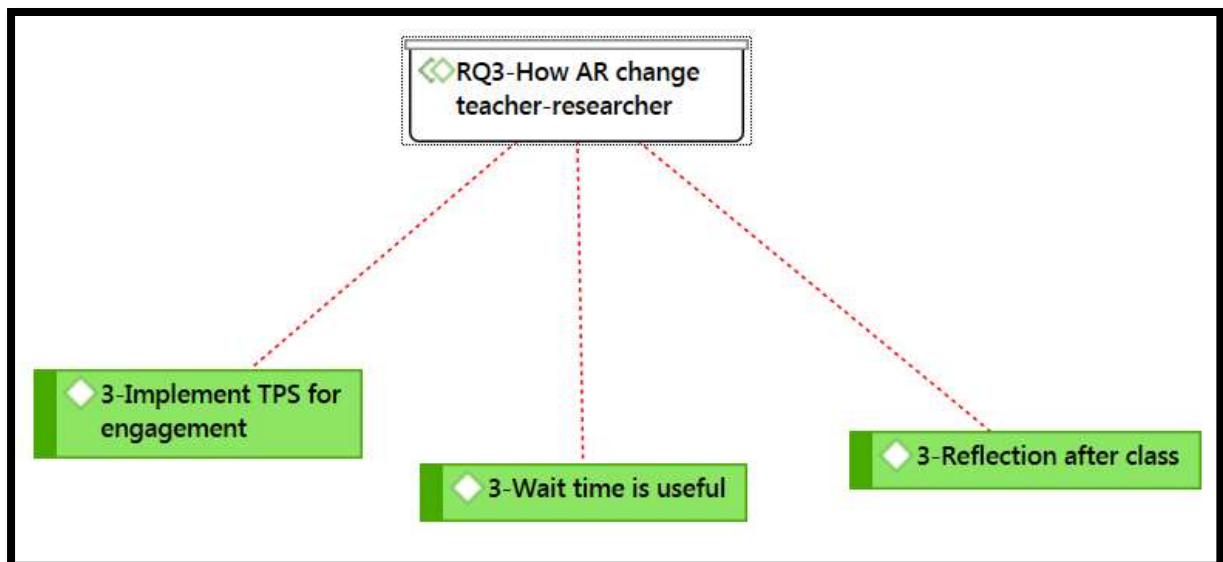 RQ3-How AR change
teacher-researcher
3-Implement TPS for
engagement
3-Wait time is useful
3-Reflection after class